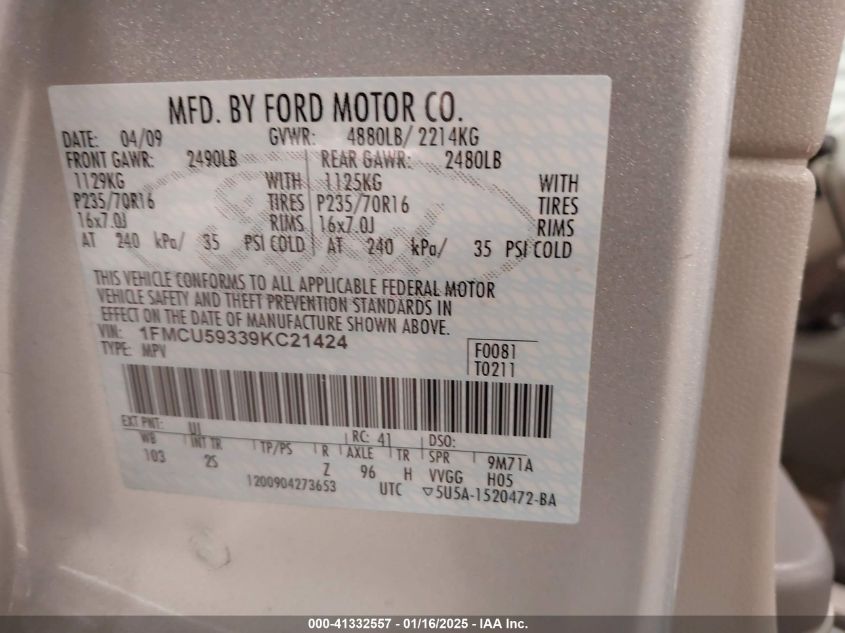 MFD. BY FORD MOTOR CO.
DATE: 04/09 GVWR: 4880LB/ 2214KG
FRONT GAWR: 2490LB REAR GAWR: 2480LB
1129KG WITH 1125KG WITH
P235/70R16 TIRES P235/70R16 TIRES
16x7.0J RIMS 16x7.0J RIMS
AT 240 kPa/ 35 PSI COLD AT 240 kPa/ 35 PSI COLD
THIS VEHICLE CONFORMS TO ALL APPLICABLE FEDERAL MOTOR
VEHICLE SAFETY AND THEFT PREVENTION STANDARDS IN
EFFECT ON THE DATE OF MANUFACTURE SHOWN ABOVE.
VIN: 1FMCU59339KC21424
TYPE: MPV
F0081
T0211
EXT PNT: UJ RC: 41 DSO:
WB INT TR TP/PS R AXLE TR SPR 9M71A
103 2S Z 96 H VVGG H05
1200904273653 UTC ▽5U5A-1520472-BA
000-41332557 - 01/16/2025 - IAA Inc.